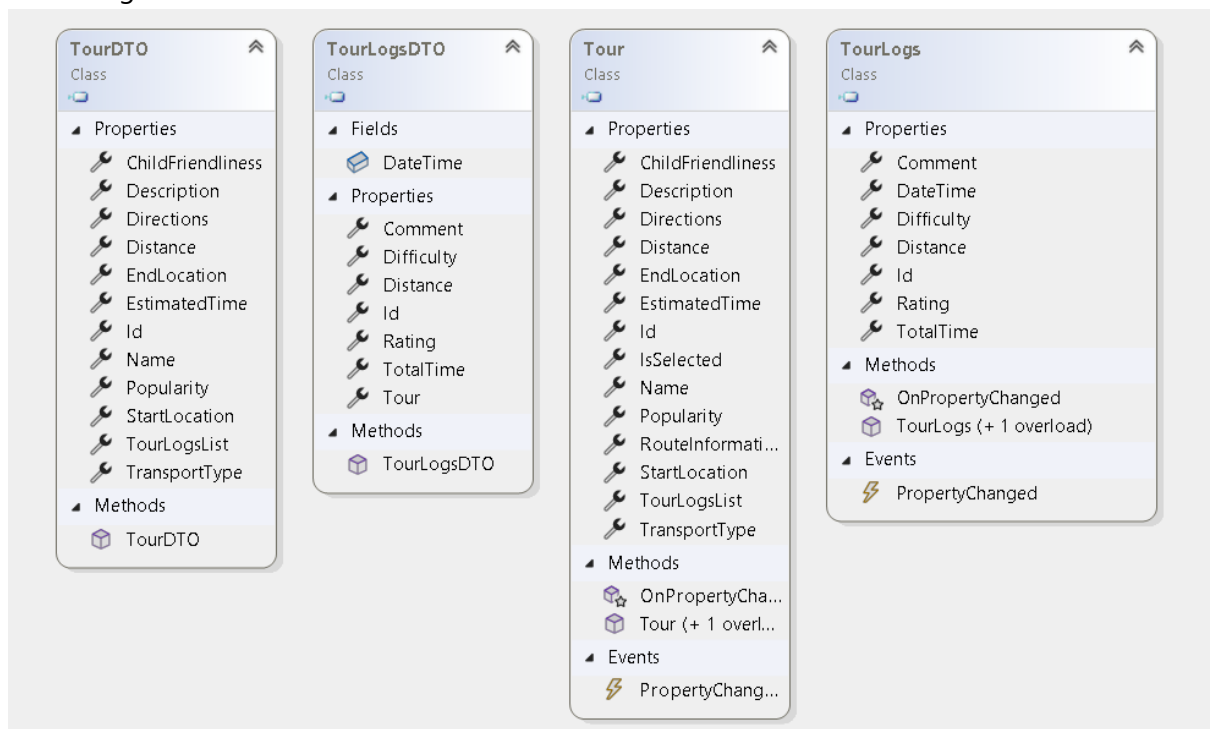 TourDTO
Class
Properties
ChildFriendliness
Description
Directions
Distance
EndLocation
EstimatedTime
Id
Name
Popularity
StartLocation
TourLogsList
TransportType
Methods
TourDTO
TourLogsDTO
Class
Fields
DateTime
Properties
Comment
Difficulty
Distance
Id
Rating
TotalTime
Tour
Methods
TourLogsDTO
Tour
Class
Properties
ChildFriendliness
Description
Directions
Distance
EndLocation
EstimatedTime
Id
IsSelected
Name
Popularity
RouteInformati...
StartLocation
TourLogsList
TransportType
Methods
OnPropertyCha...
Tour (+ 1 overl...
Events
PropertyChang...
TourLogs
Class
Properties
Comment
DateTime
Difficulty
Distance
Id
Rating
TotalTime
Methods
OnPropertyChanged
TourLogs (+ 1 overload)
Events
PropertyChanged